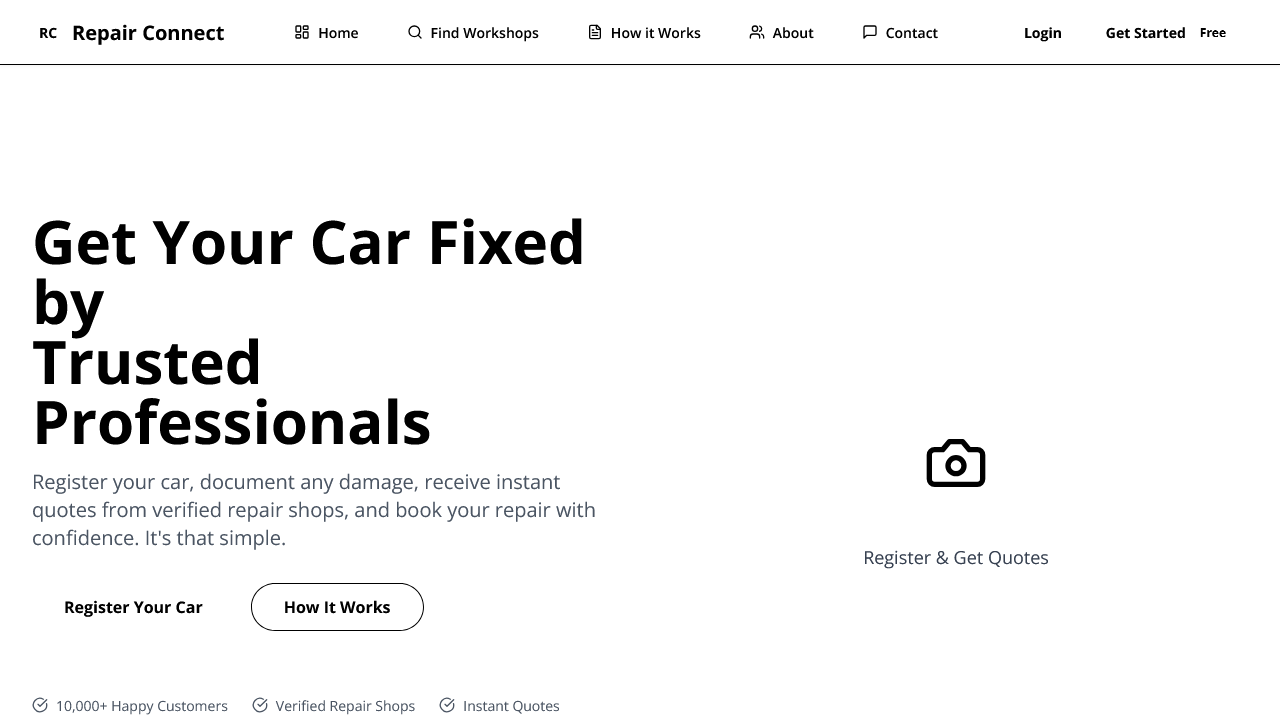 RC Repair Connect Home Find Workshops How it Works About Contact Login Get Started Free
Get Your Car Fixed
by
Trusted
Professionals
Register your car, document any damage, receive instant
quotes from verified repair shops, and book your repair with
confidence. It's that simple.
Register Your Car How It Works
10,000+ Happy Customers Verified Repair Shops Instant Quotes
Register & Get Quotes